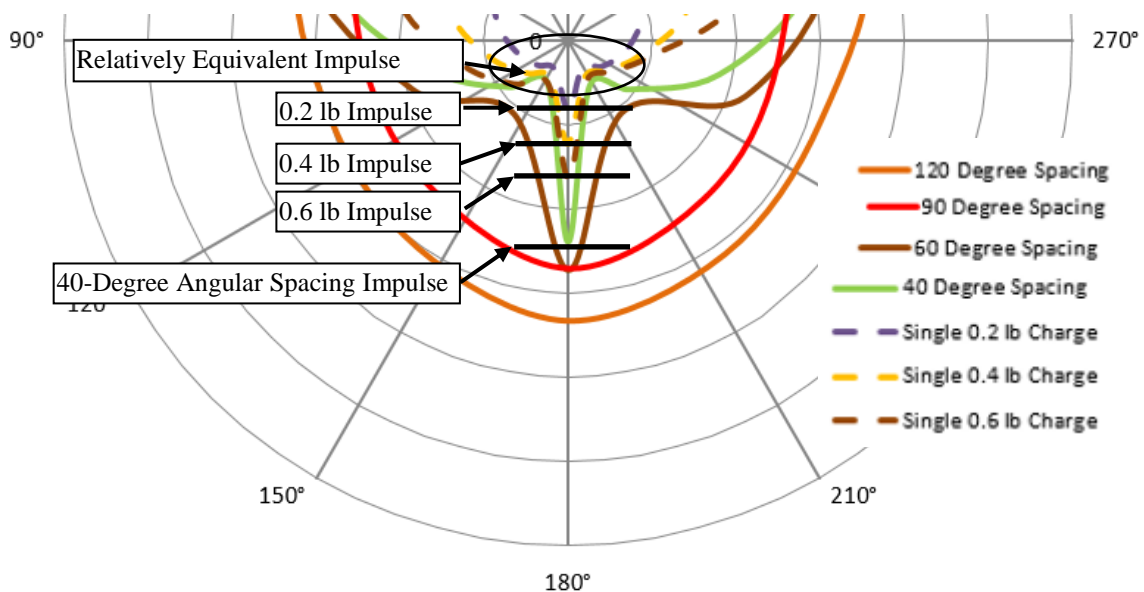 90°
0
270°
Relatively Equivalent Impulse
0.2 lb Impulse
0.4 lb Impulse
0.6 lb Impulse
40-Degree Angular Spacing Impulse
120
120 Degree Spacing
90 Degree Spacing
60 Degree Spacing
40 Degree Spacing
Single 0.2 lb Charge
Single 0.4 lb Charge
Single 0.6 lb Charge
150°
210°
180°